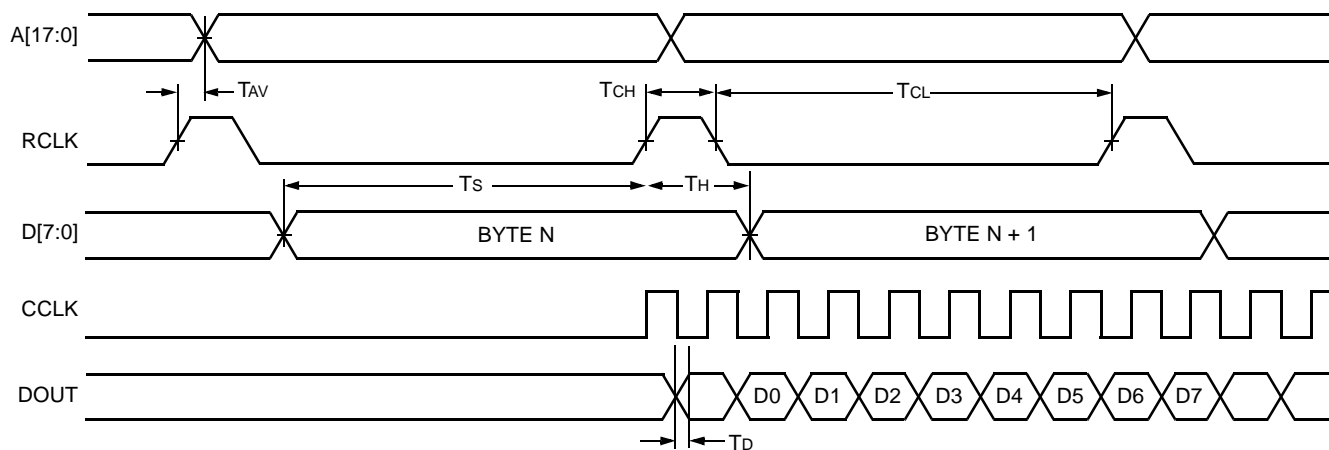 A[17:0]
TAV
TCH
TCL
RCLK
TS
TH
D[7:0]
BYTE N
BYTE N + 1
CCLK
DOUT
D0 D1 D2 D3 D4 D5 D6 D7
TD